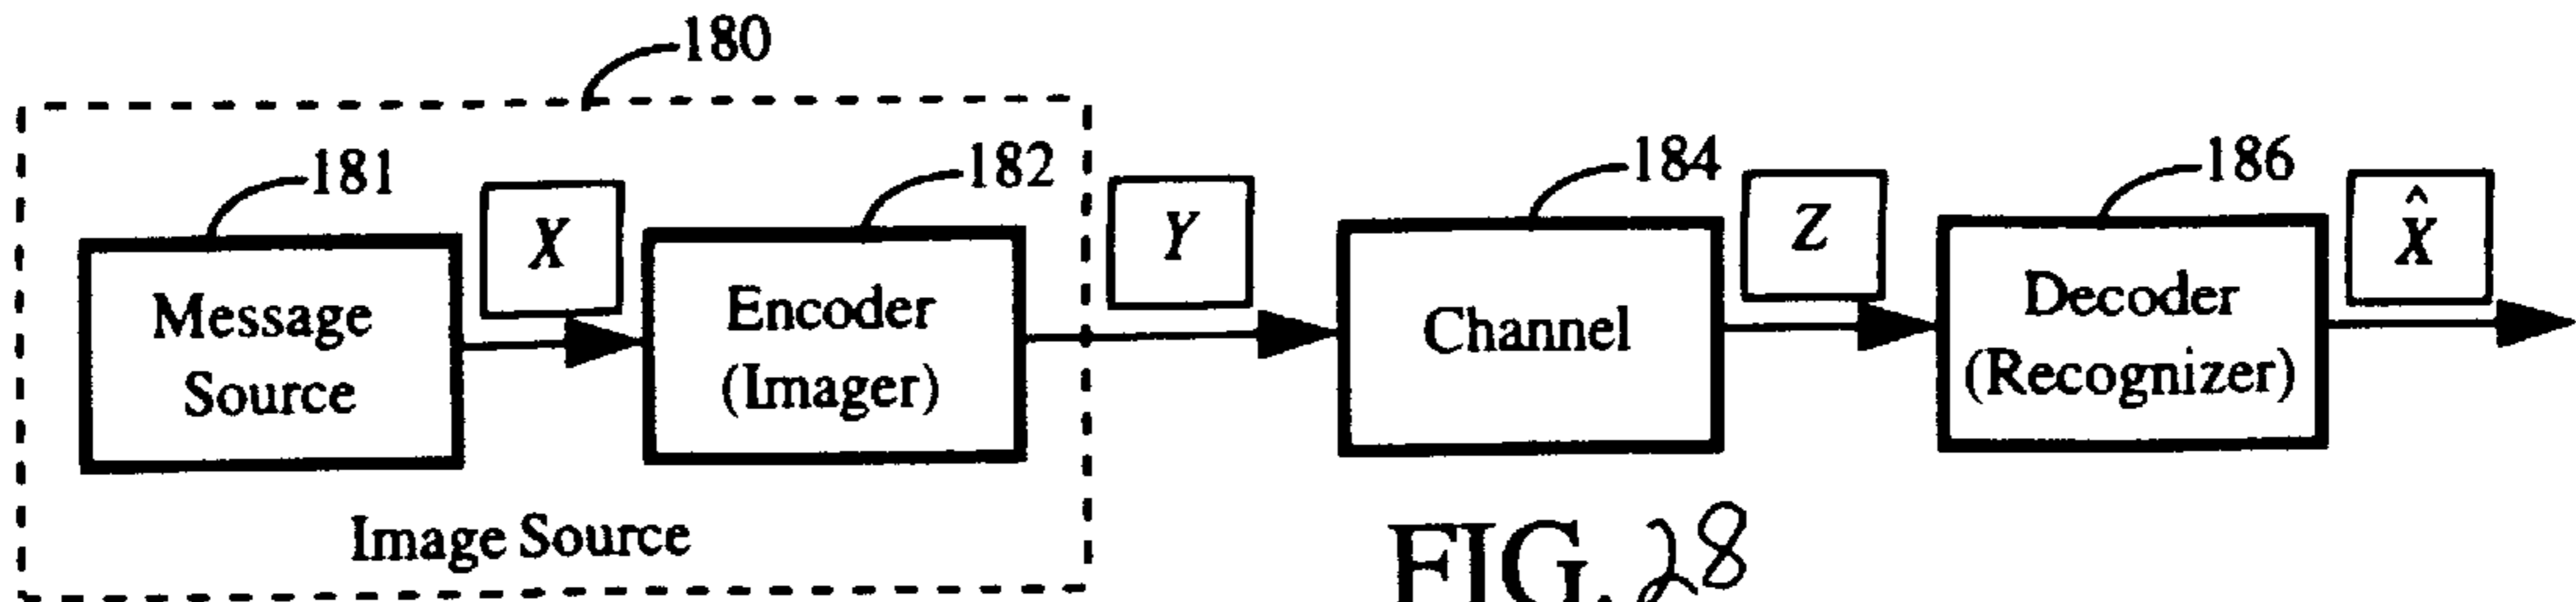 180
181
182
184
186
X
Y
Z
X̂
Message
Source
Encoder
(Imager)
Channel
Decoder
(Recognizer)
Image Source
FIG. 28